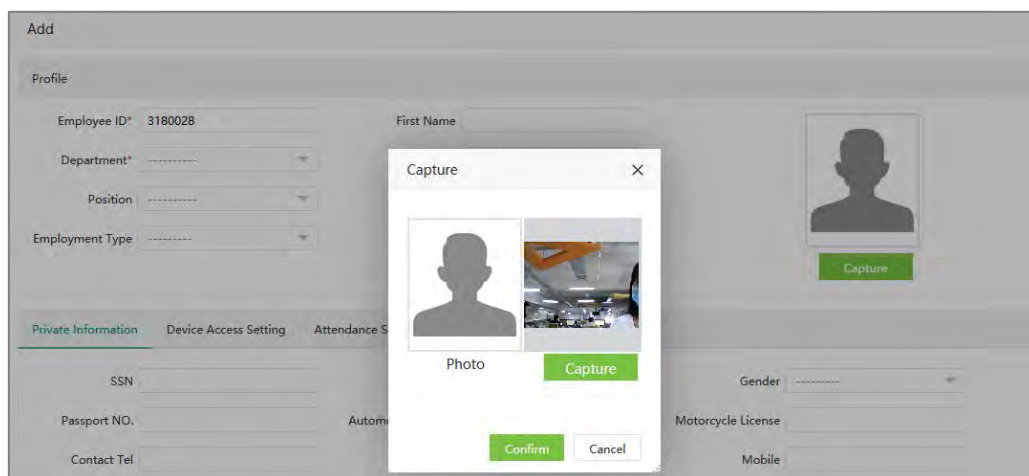 Add
Profile
Employee ID* 3180028 First Name
Department* ----------
Position ----------
Employment Type ---------
Capture
Capture
Photo
Capture
Confirm Cancel
Private Information Device Access Setting Attendance S
SSN Gender ---------
Passport NO. Automo Motorcycle License
Contact Tel Mobile